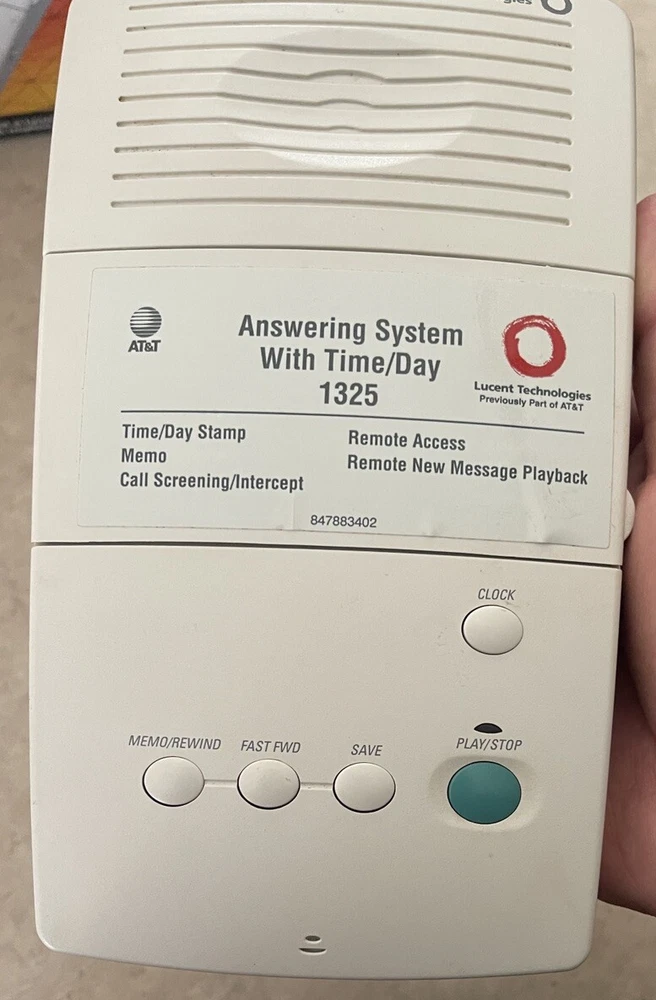 AT&T
Answering System
With Time/Day
1325
Lucent Technologies
Previously Part of AT&T
Time/Day Stamp
Memo
Call Screening/Intercept
Remote Access
Remote New Message Playback
847883402
CLOCK
MEMO/REWIND
FAST FWD
SAVE
PLAY/STOP